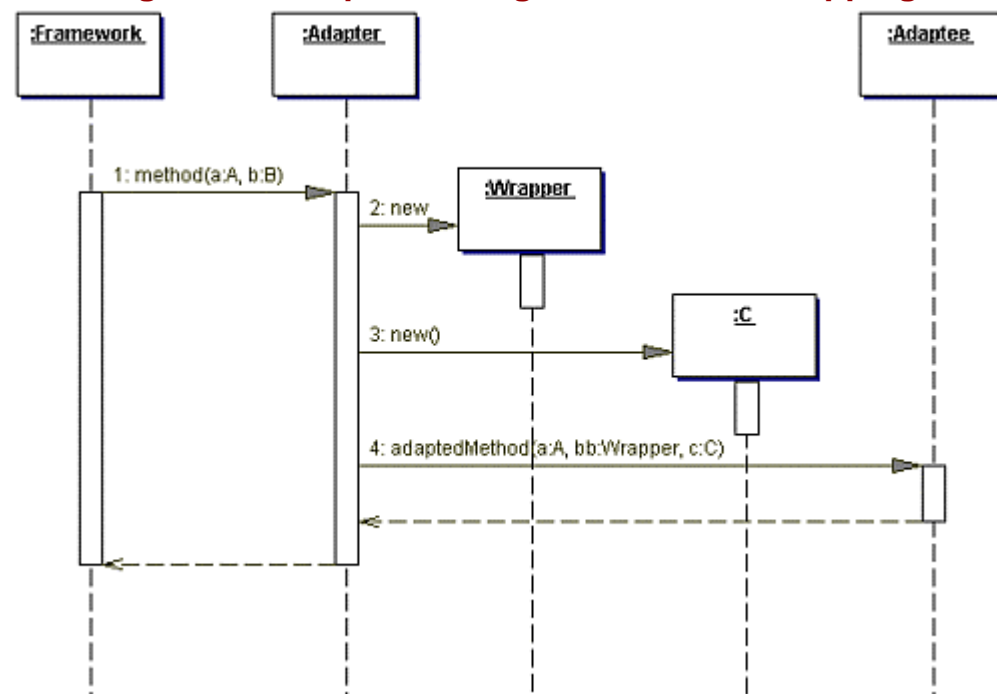 :Framework
:Adapter
:Adaptee
1: method(a:A, b:B)
:Wrapper
2: new
:C
3: new()
4: adaptedMethod(a:A, bb:Wrapper, c:C)